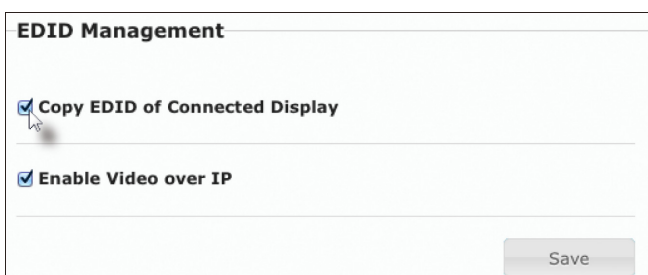 EDID Management
Copy EDID of Connected Display
Enable Video over IP
Save